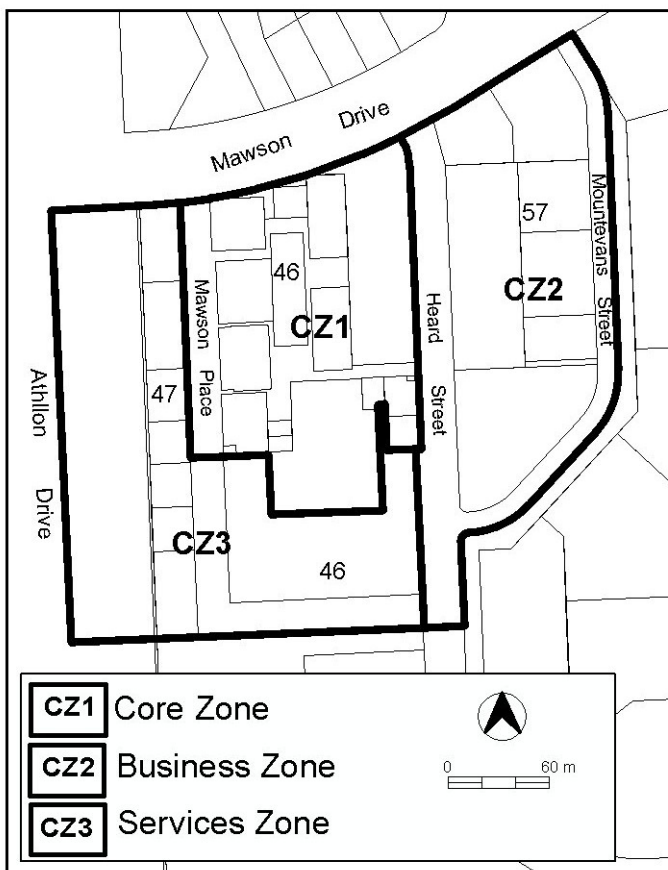 Mawson Drive
57
Mountevans Street
46
CZ2
CZ1
Mawson Place
Heard Street
Athllon Drive
47
CZ3
46
CZ1 Core Zone
CZ2 Business Zone
CZ3 Services Zone
0 60 m